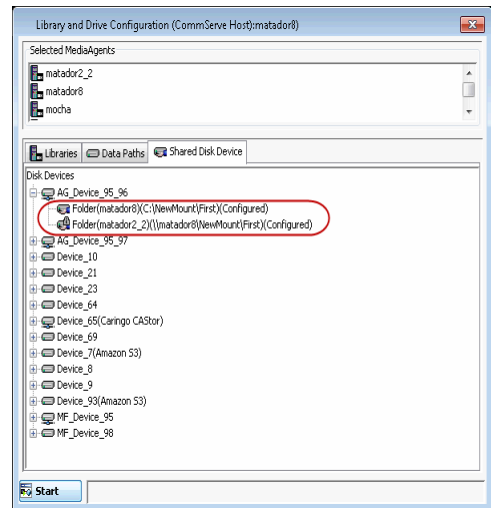 Library and Drive Configuration (CommServe Host):matador8)
Selected MediaAgents
matador2_2
matador8
mocha
Libraries Data Paths Shared Disk Device
Disk Devices
AG_Device_95_96
Folder(matador8)(C:\NewMount\First)(Configured)
Folder(matador2_2)(\\matador8\NewMount\First)(Configured)
AG_Device_95_97
Device_10
Device_21
Device_23
Device_64
Device_65(Caringo CAStor)
Device_69
Device_7(Amazon S3)
Device_8
Device_9
Device_93(Amazon S3)
MF_Device_95
MF_Device_98
Start